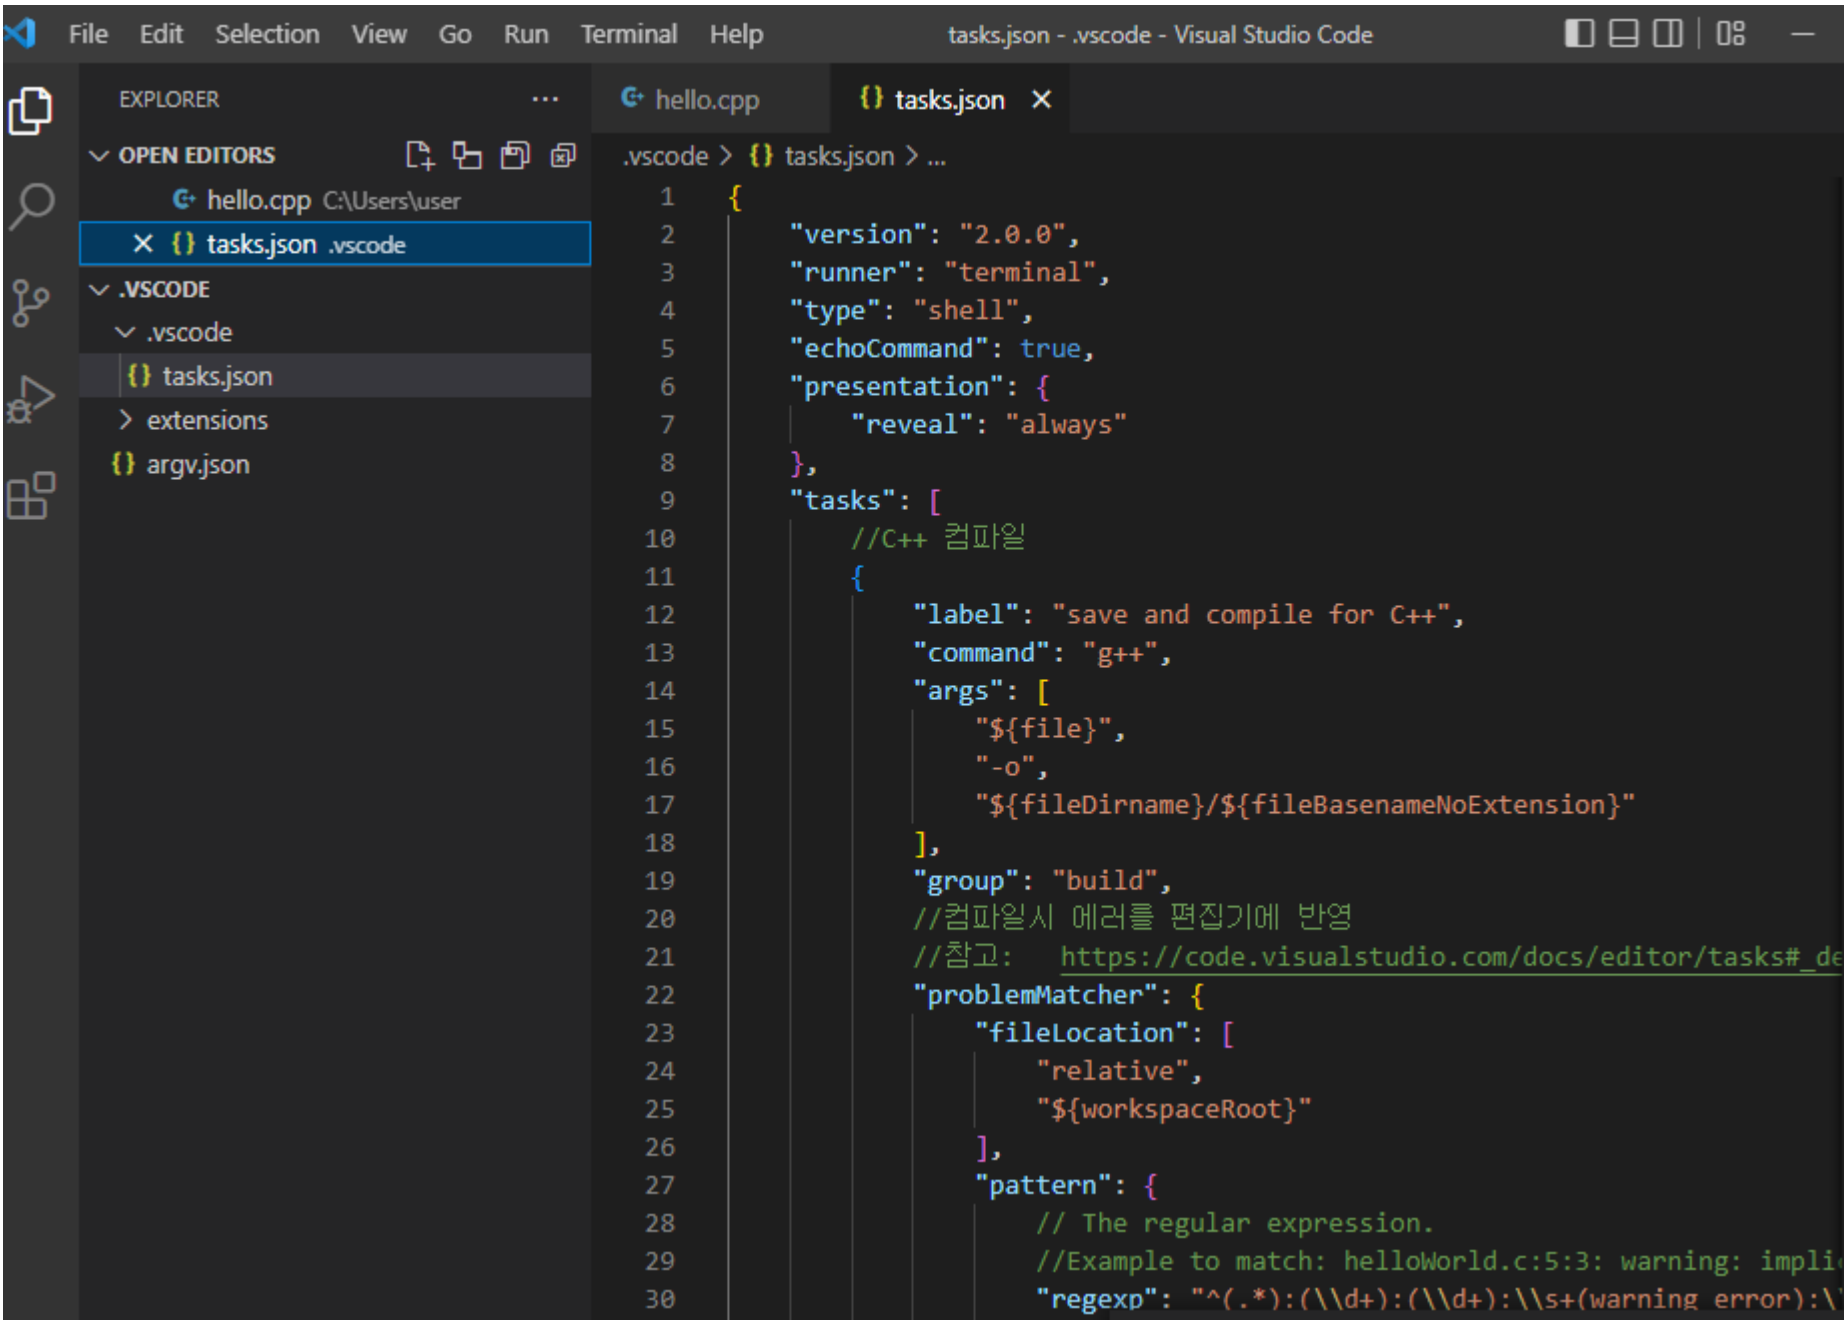 File Edit Selection View Go Run Terminal Help tasks.json - .vscode - Visual Studio Code
EXPLORER
OPEN EDITORS
hello.cpp C:\Users\user
tasks.json .vscode
.VSCODE
.vscode
tasks.json
extensions
argv.json
hello.cpp tasks.json
.vscode > {} tasks.json > ...
1 {
2 "version": "2.0.0",
3 "runner": "terminal",
4 "type": "shell",
5 "echoCommand": true,
6 "presentation": {
7 "reveal": "always"
8 },
9 "tasks": [
10 //C++ 컴파일
11 {
12 "label": "save and compile for C++",
13 "command": "g++",
14 "args": [
15 "${file}",
16 "-o",
17 "${fileDirname}/${fileBasenameNoExtension}"
18 ],
19 "group": "build",
20 //컴파일시 에러를 편집기에 반영
21 //참고: https://code.visualstudio.com/docs/editor/tasks#_de
22 "problemMatcher": {
23 "fileLocation": [
24 "relative",
25 "${workspaceRoot}"
26 ],
27 "pattern": {
28 // The regular expression.
29 //Example to match: helloWorld.c:5:3: warning: impli
30 "regexp": "^(.*):(\\d+):(\\d+):\\s+(warning error):\